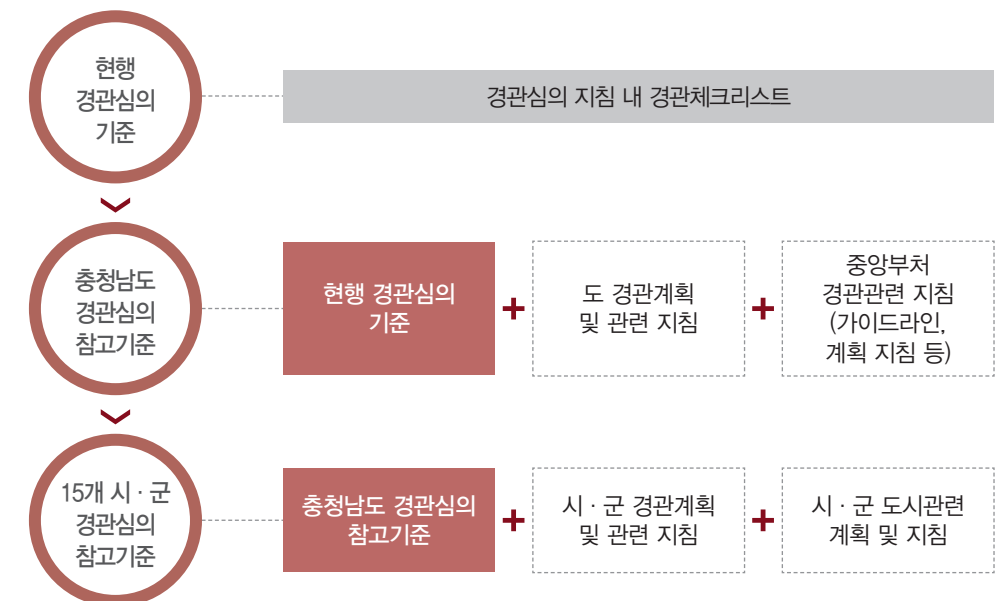 현행
경관심의
기준
경관심의 지침 내 경관체크리스트
충청남도
경관심의
참고기준
현행 경관심의
기준
+
도 경관계획
및 관련 지침
+
중앙부처
경관관련 지침
(가이드라인,
계획 지침 등)
15개 시 · 군
경관심의
참고기준
충청남도 경관심의
참고기준
+
시 · 군 경관계획
및 관련 지침
+
시 · 군 도시관련
계획 및 지침